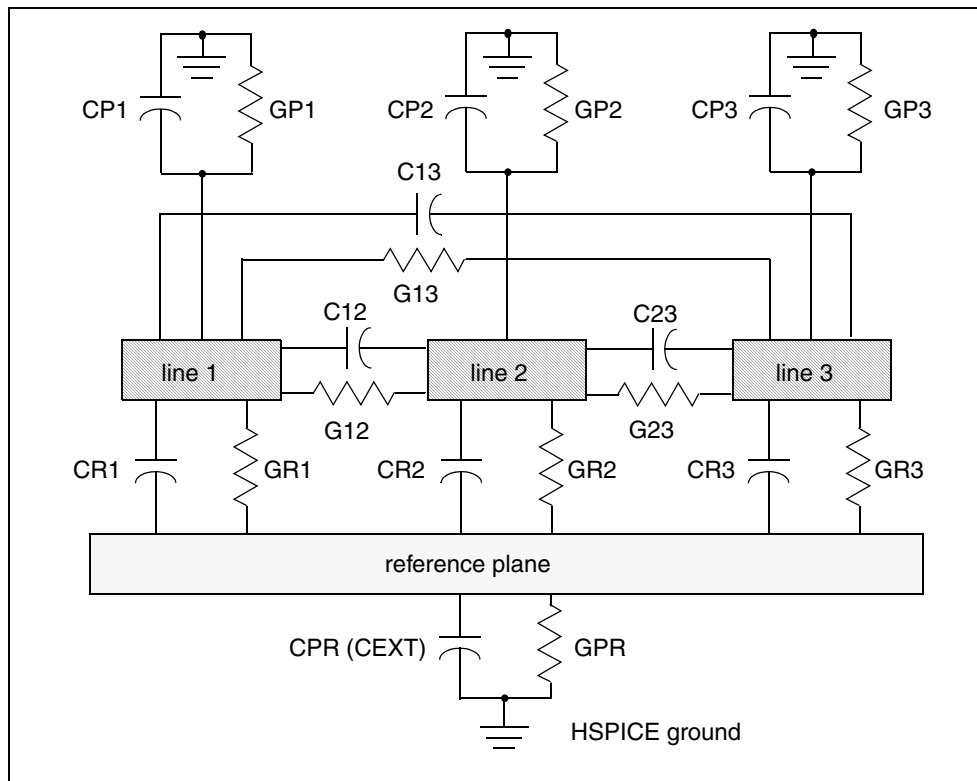 CP1
GP1
CP2
GP2
CP3
GP3
C13
G13
C12
C23
line 1
line 2
line 3
G12
G23
CR1
GR1
CR2
GR2
CR3
GR3
reference plane
CPR (CEXT)
GPR
HSPICE ground